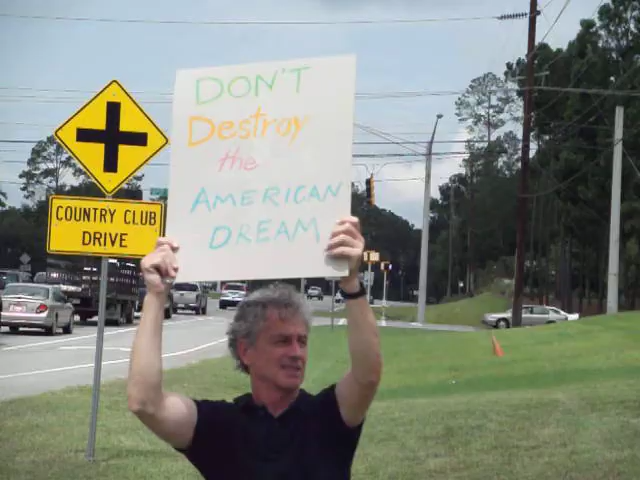 DON'T
Destroy
the
AMERICAN
DREAM
COUNTRY CLUB
DRIVE